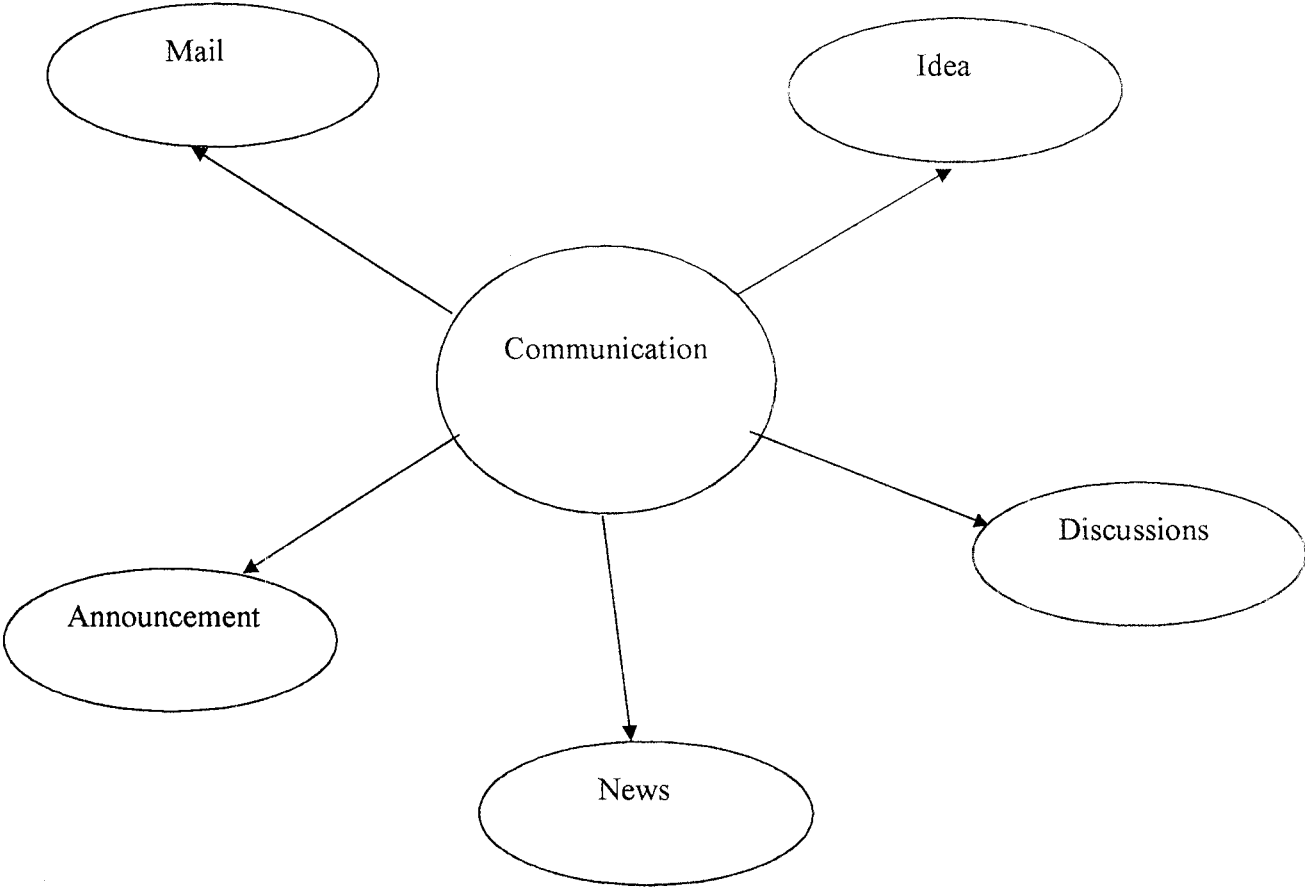 Mail
Idea
Communication
Discussions
Announcement
News